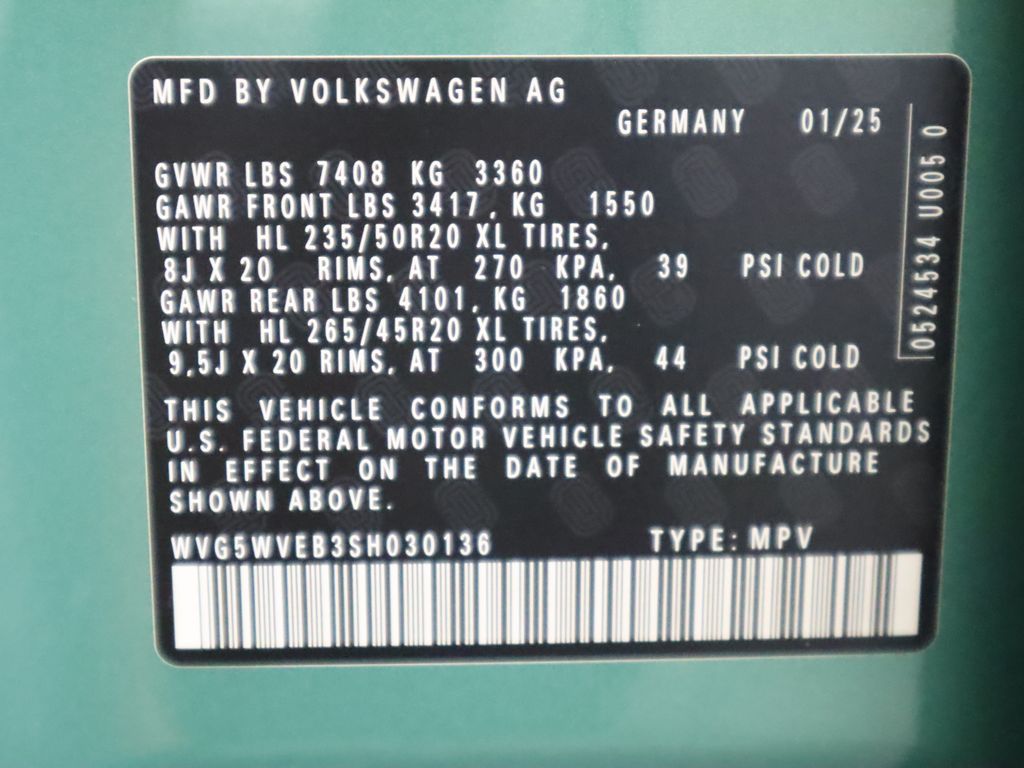 MFD BY VOLKSWAGEN AG
GERMANY 01/25
GVWR LBS 7408 KG 3360
GAWR FRONT LBS 3417, KG 1550
WITH HL 235/50R20 XL TIRES,
8J X 20 RIMS, AT 270 KPA, 39 PSI COLD
GAWR REAR LBS 4101, KG 1860
WITH HL 265/45R20 XL TIRES,
9,5J X 20 RIMS, AT 300 KPA, 44 PSI COLD
THIS VEHICLE CONFORMS TO ALL APPLICABLE
U.S. FEDERAL MOTOR VEHICLE SAFETY STANDARDS
IN EFFECT ON THE DATE OF MANUFACTURE
SHOWN ABOVE.
WVG5WVEB3SH030136 TYPE: MPV
0524534 U005 0